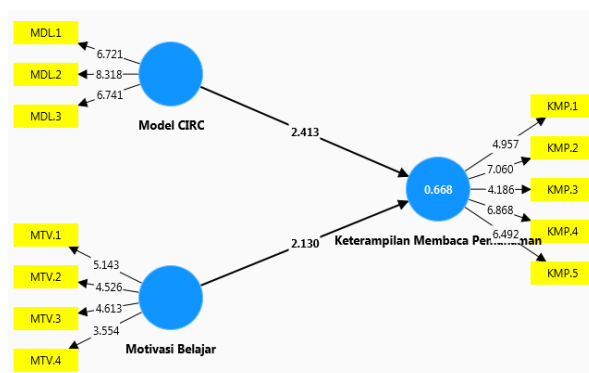 MDL.1
6.721
MDL.2
8.318
MDL.3
6.741
Model CIRC
2.413
KMP.1
4.957
KMP.2
7.060
0.668
4.186
KMP.3
6.868
KMP.4
6.492
KMP.5
Keterampilan Membaca
2.130
MTV.1
5.143
MTV.2
4.526
MTV.3
4.613
3.554
MTV.4
Motivasi Belajar